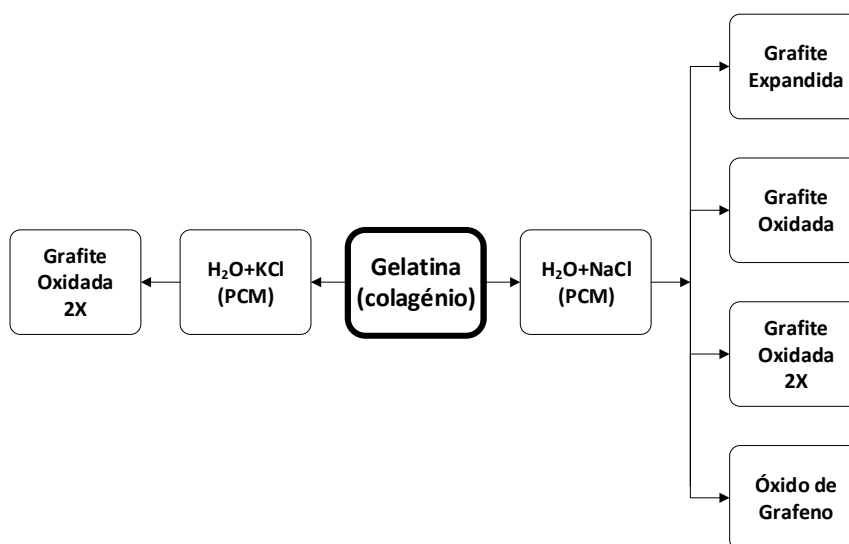 Grafite
Oxidada
2X
H₂O+KCl
(PCM)
Gelatina
(colagénio)
H₂O+NaCl
(PCM)
Grafite
Expandida
Grafite
Oxidada
Grafite
Oxidada
2X
Óxido de
Grafeno